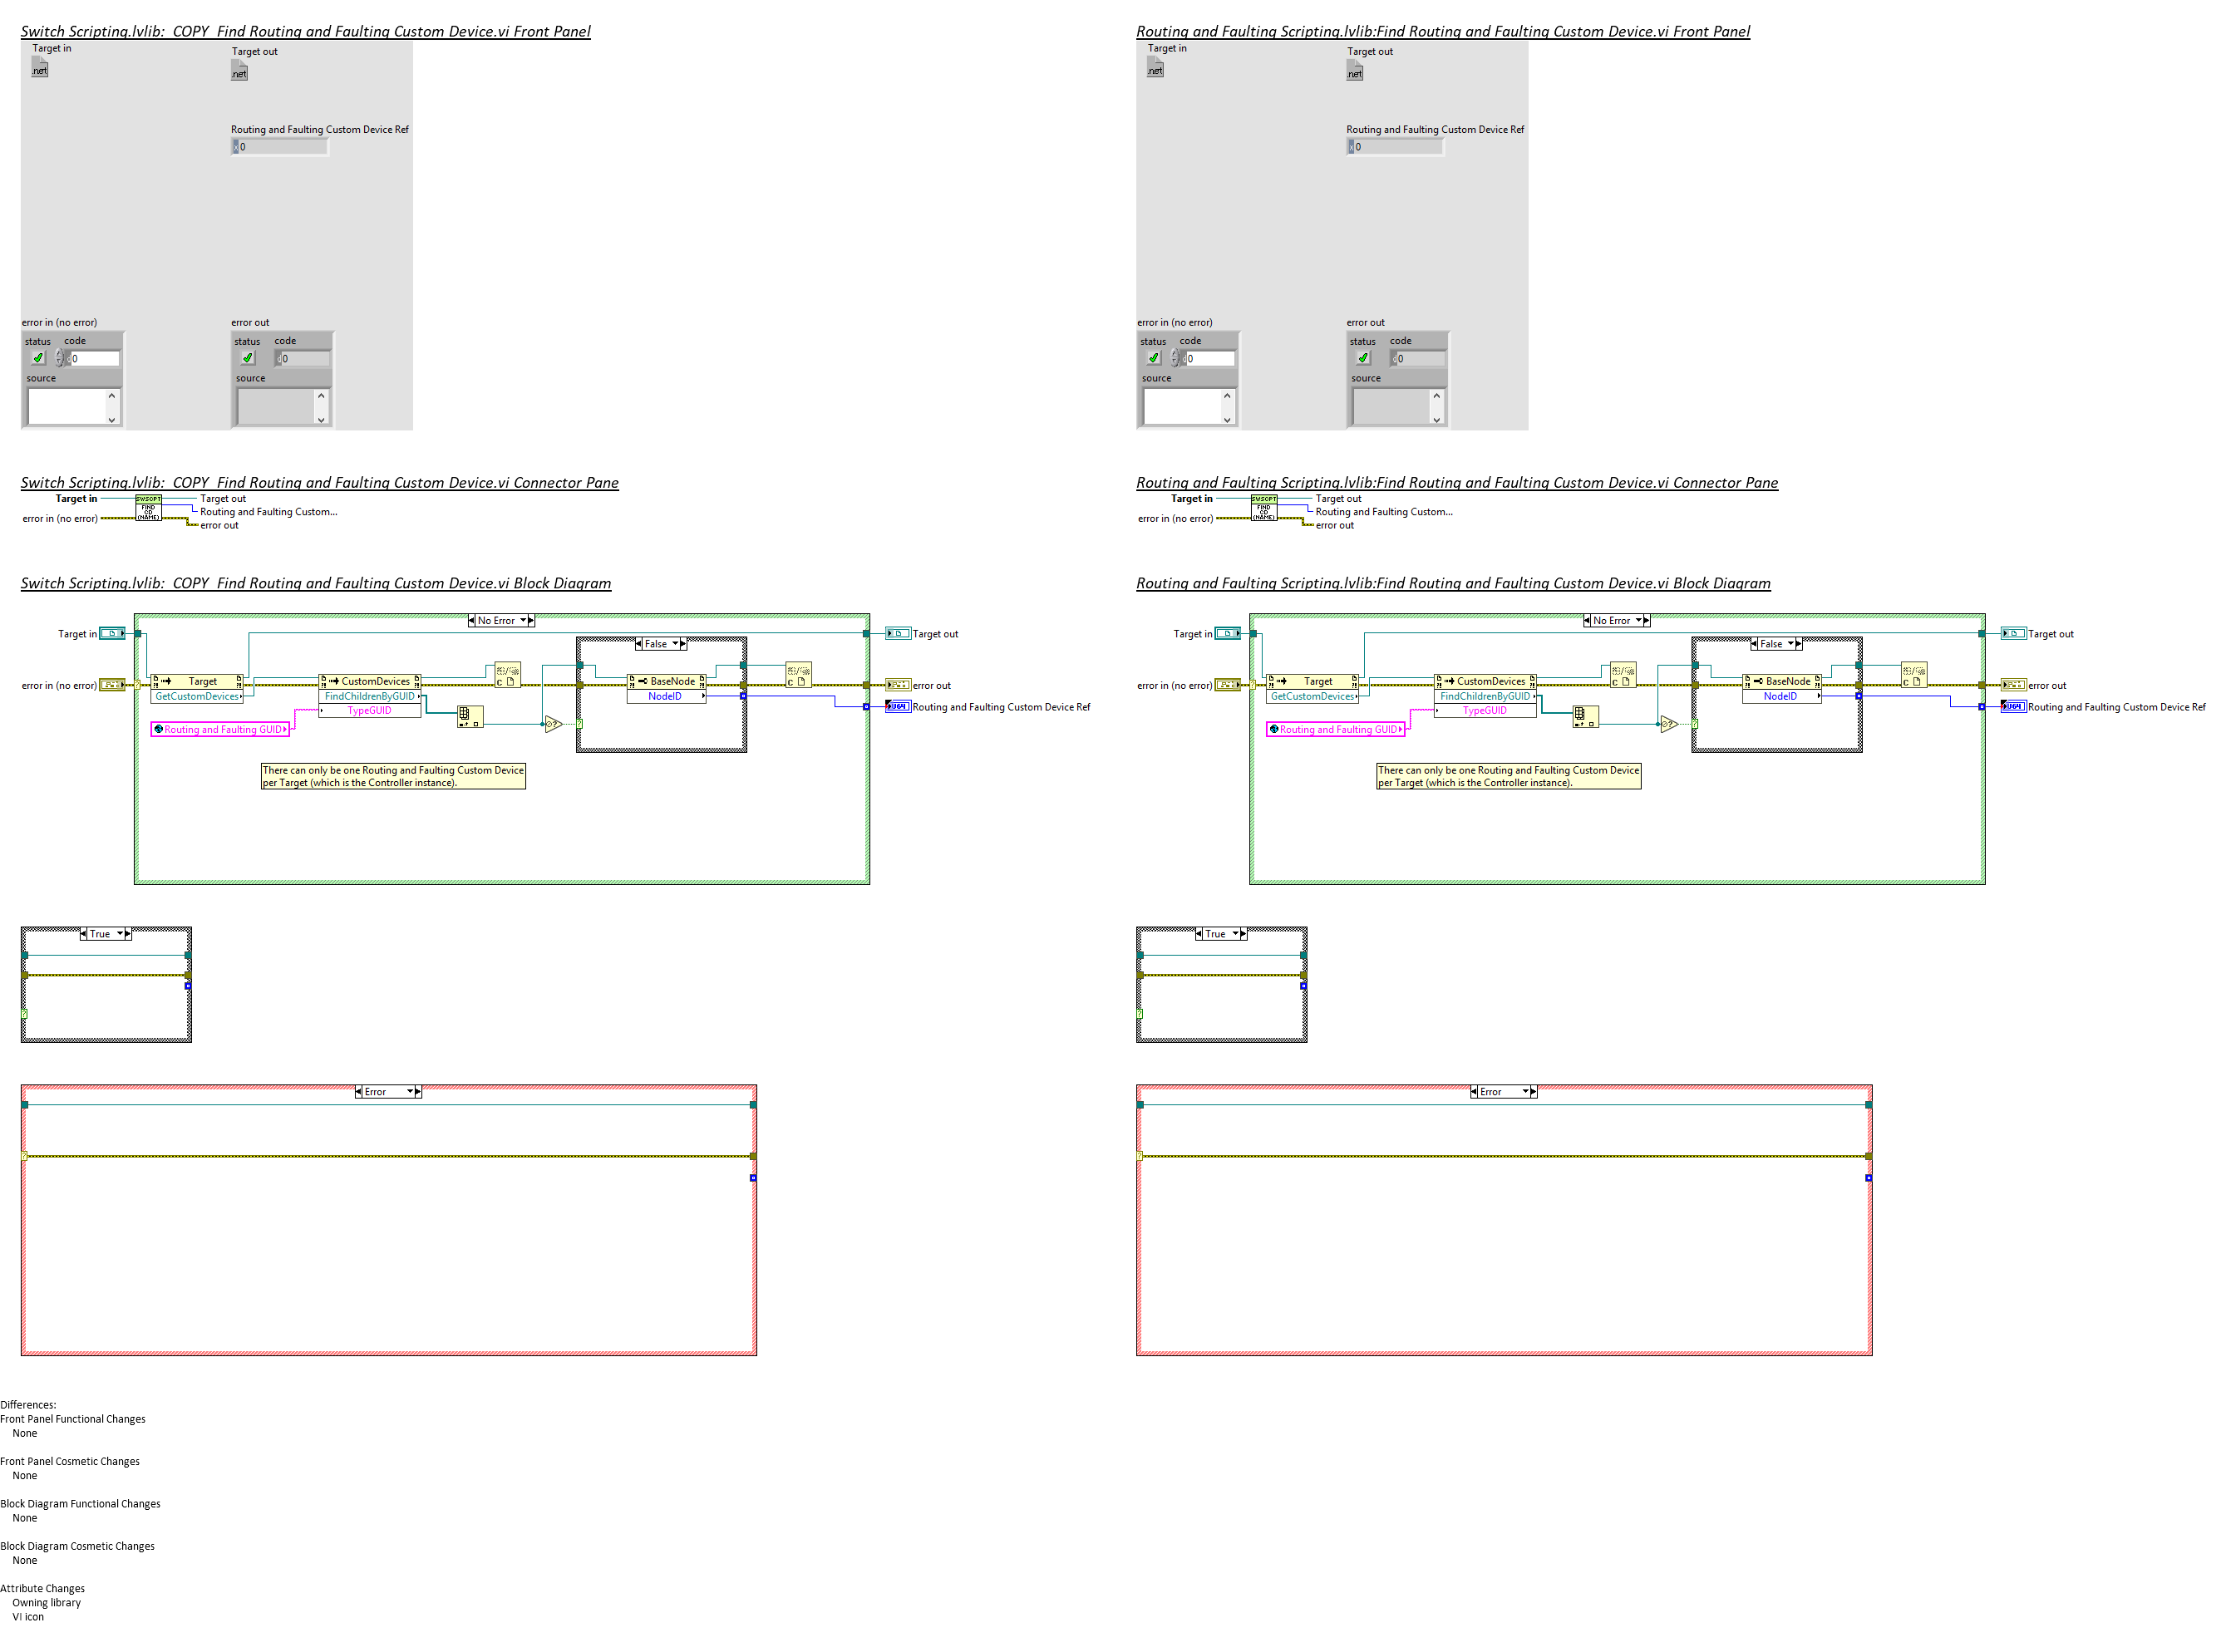 Switch Scripting.lvlib:  COPY  Find Routing and Faulting Custom Device.vi Front Panel
Target in
Target out
.net
.net
Routing and Faulting Custom Device Ref
x 0
error in (no error)
error out
status code
status code
d 0
d 0
source
source
Switch Scripting.lvlib:  COPY  Find Routing and Faulting Custom Device.vi Connector Pane
Target in
SWSCPT
FIND
CD
(NAME)
Target out
Routing and Faulting Custom...
error in (no error)
error out
Switch Scripting.lvlib:  COPY  Find Routing and Faulting Custom Device.vi Block Diagram
No Error
Target in
Target out
False
error in (no error)
Target
GetCustomDevices
CustomDevices
FindChildrenByGUID
TypeGUID
BaseNode
NodeID
error out
U64
Routing and Faulting Custom Device Ref
Routing and Faulting GUID
There can only be one Routing and Faulting Custom Device
per Target (which is the Controller instance).
True
Error
Routing and Faulting Scripting.lvlib:Find Routing and Faulting Custom Device.vi Front Panel
Target in
Target out
.net
.net
Routing and Faulting Custom Device Ref
x 0
error in (no error)
error out
status code
status code
d 0
d 0
source
source
Routing and Faulting Scripting.lvlib:Find Routing and Faulting Custom Device.vi Connector Pane
Target in
SWSCPT
FIND
CD
(NAME)
Target out
Routing and Faulting Custom...
error in (no error)
error out
Routing and Faulting Scripting.lvlib:Find Routing and Faulting Custom Device.vi Block Diagram
No Error
Target in
Target out
False
error in (no error)
Target
GetCustomDevices
CustomDevices
FindChildrenByGUID
TypeGUID
BaseNode
NodeID
error out
U64
Routing and Faulting Custom Device Ref
Routing and Faulting GUID
There can only be one Routing and Faulting Custom Device
per Target (which is the Controller instance).
True
Error
Differences:
Front Panel Functional Changes
None
Front Panel Cosmetic Changes
None
Block Diagram Functional Changes
None
Block Diagram Cosmetic Changes
None
Attribute Changes
Owning library
VI icon